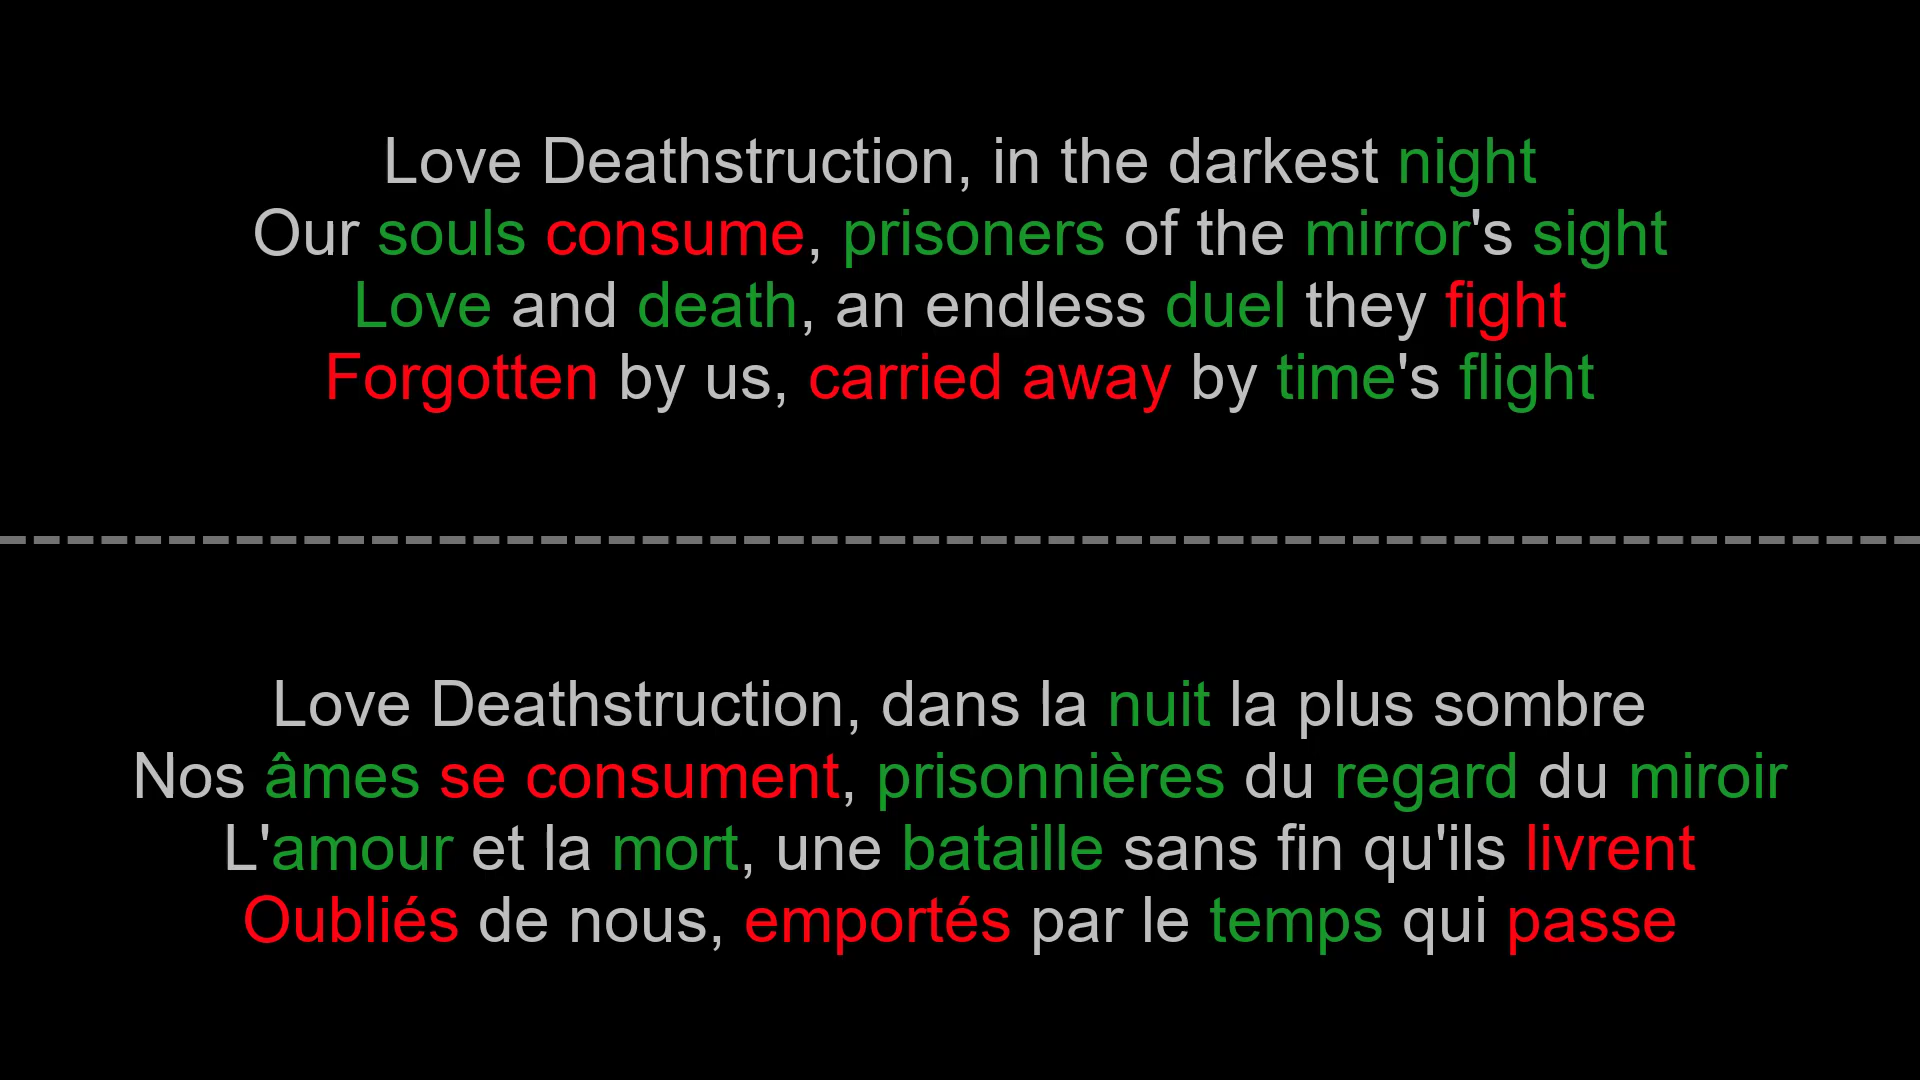 Love Deathstruction, in the darkest night
Our souls consume, prisoners of the mirror's sight
Love and death, an endless duel they fight
Forgotten by us, carried away by time's flight
Love Deathstruction, dans la nuit la plus sombre
Nos âmes se consument, prisonnières du regard du miroir
L'amour et la mort, une bataille sans fin qu'ils livrent
Oubliés de nous, emportés par le temps qui passe